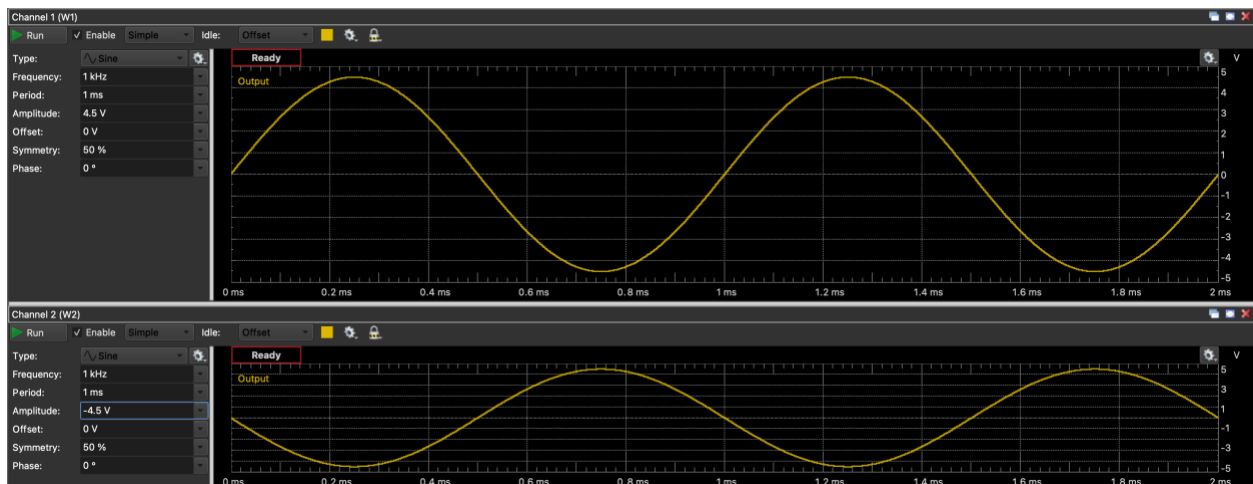 Channel 1 (W1)
Run Enable Simple Idle: Offset
Type: Sine Ready V
Frequency: 1 kHz Output 5
Period: 1 ms 4
Amplitude: 4.5 V 3
Offset: 0 V 2
Symmetry: 50 % 1
Phase: 0 ° 0
-1
-2
-3
-4
-5
0 ms 0.2 ms 0.4 ms 0.6 ms 0.8 ms 1 ms 1.2 ms 1.4 ms 1.6 ms 1.8 ms 2 ms
Channel 2 (W2)
Run Enable Simple Idle: Offset
Type: Sine Ready V
Frequency: 1 kHz Output 5
Period: 1 ms 3
Amplitude: -4.5 V 1
Offset: 0 V -1
Symmetry: 50 % -3
Phase: 0 ° -5
0 ms 0.2 ms 0.4 ms 0.6 ms 0.8 ms 1 ms 1.2 ms 1.4 ms 1.6 ms 1.8 ms 2 ms